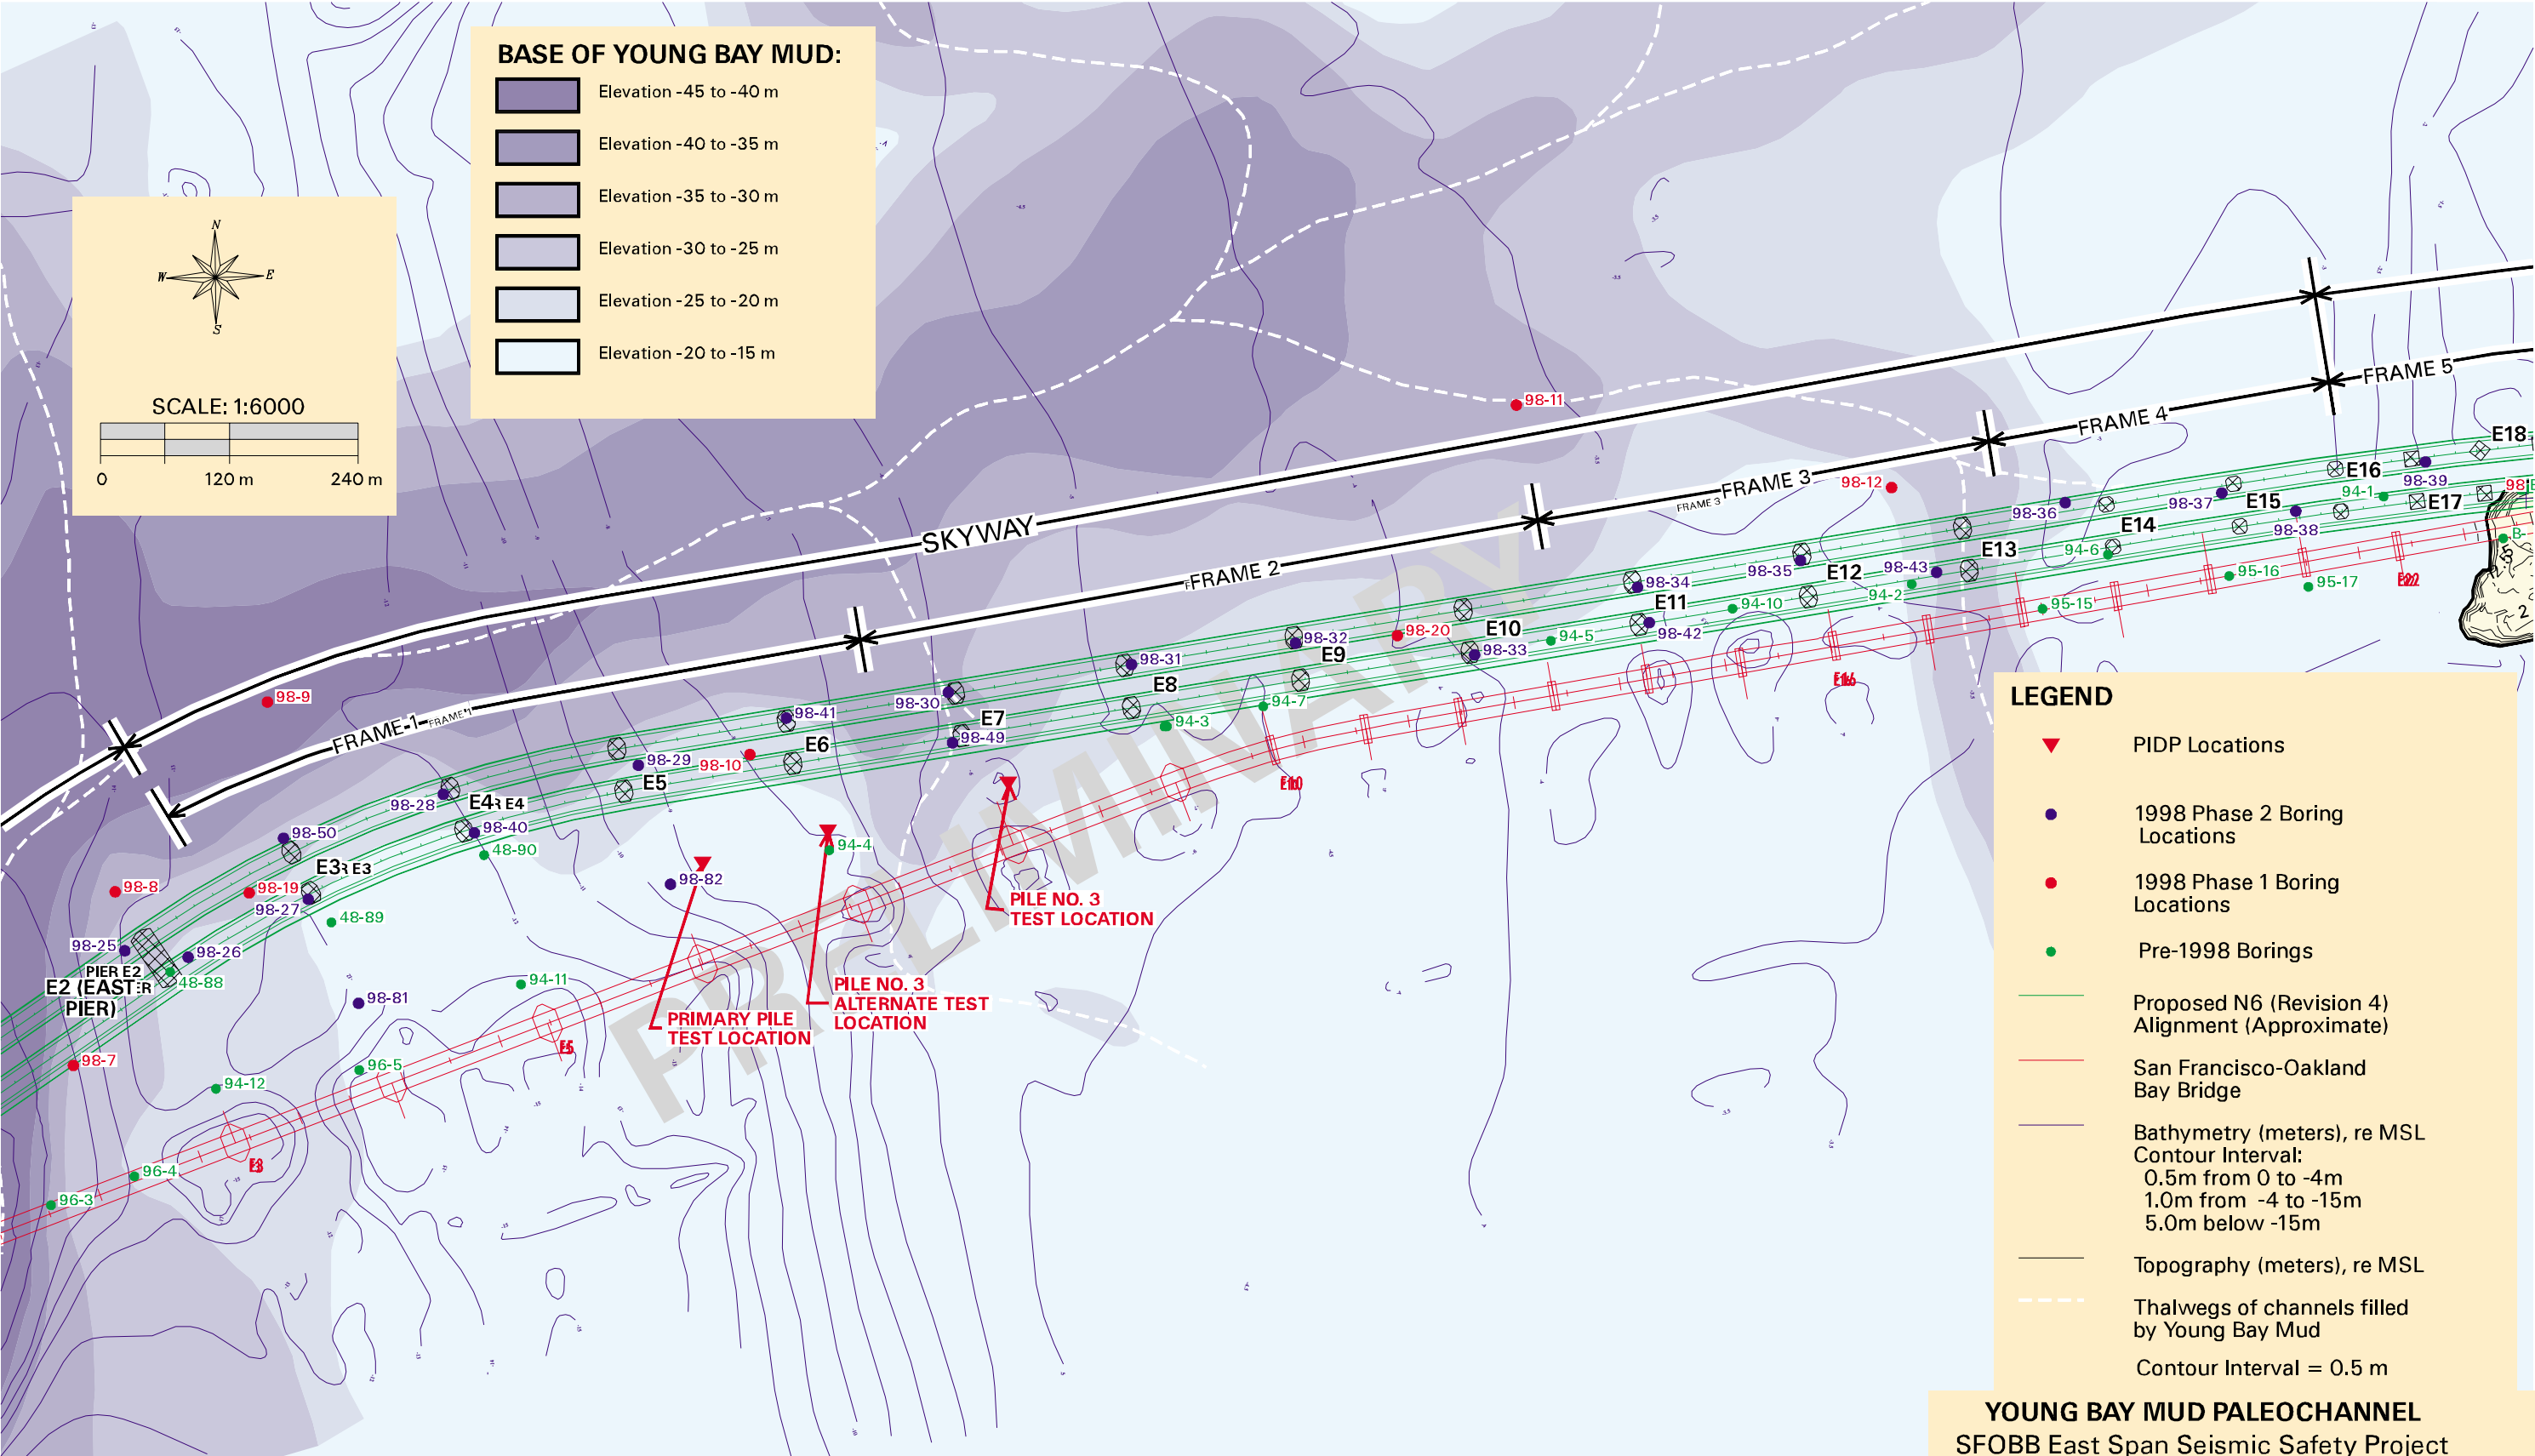 BASE OF YOUNG BAY MUD:
Elevation -45 to -40 m
Elevation -40 to -35 m
Elevation -35 to -30 m
Elevation -30 to -25 m
Elevation -25 to -20 m
Elevation -20 to -15 m
N
W
E
S
SCALE: 1:6000
0 120 m 240 m
SKYWAY
FRAME 1
FRAME 2
FRAME 3
FRAME 3
FRAME 4
FRAME 5
PRELIMINARY
98-11
98-12
98-9
98-8
98-19
98-7
98-10
98-20
98-50
98-28
98-40
48-90
98-27
48-89
98-25
98-26
48-88
98-29
98-41
98-30
98-49
98-31
98-32
98-33
98-34
98-42
98-35
98-43
98-36
98-37
98-38
98-39
98-81
98-82
94-1
94-2
94-3
94-4
94-5
94-6
94-7
94-10
94-11
94-12
95-15
95-16
95-17
96-3
96-4
96-5
PIER E2
E2 (EAST
PIER)
E3
E3
E4
E4
E5
E6
E7
E8
E9
E10
E11
E12
E13
E14
E15
E16
E17
E18
E3
E5
E10
E22
PRIMARY PILE
TEST LOCATION
PILE NO. 3
ALTERNATE TEST
LOCATION
PILE NO. 3
TEST LOCATION
LEGEND
PIDP Locations
1998 Phase 2 Boring
Locations
1998 Phase 1 Boring
Locations
Pre-1998 Borings
Proposed N6 (Revision 4)
Alignment (Approximate)
San Francisco-Oakland
Bay Bridge
Bathymetry (meters), re MSL
Contour Interval:
0.5m from 0 to -4m
1.0m from -4 to -15m
5.0m below -15m
Topography (meters), re MSL
Thalwegs of channels filled
by Young Bay Mud
Contour Interval = 0.5 m
YOUNG BAY MUD PALEOCHANNEL
SFOBB East Span Seismic Safety Project